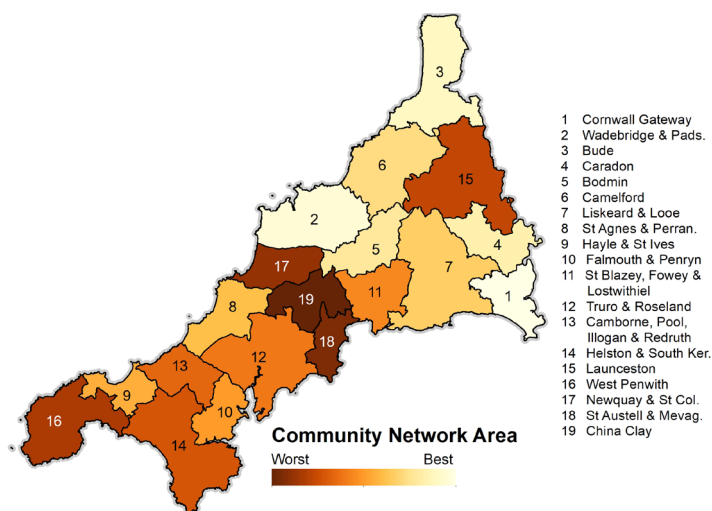 3
6
15
2
5
4
7
17
19
11
1
8
18
12
13
9
10
16
14
1 Cornwall Gateway
2 Wadebridge & Pads.
3 Bude
4 Caradon
5 Bodmin
6 Camelford
7 Liskeard & Looe
8 St Agnes & Perran.
9 Hayle & St Ives
10 Falmouth & Penryn
11 St Blazey, Fowey &
Lostwithiel
12 Truro & Roseland
13 Camborne, Pool,
Illogan & Redruth
14 Helston & South Ker.
15 Launceston
16 West Penwith
17 Newquay & St Col.
18 St Austell & Mevag.
19 China Clay
Community Network Area
Worst Best